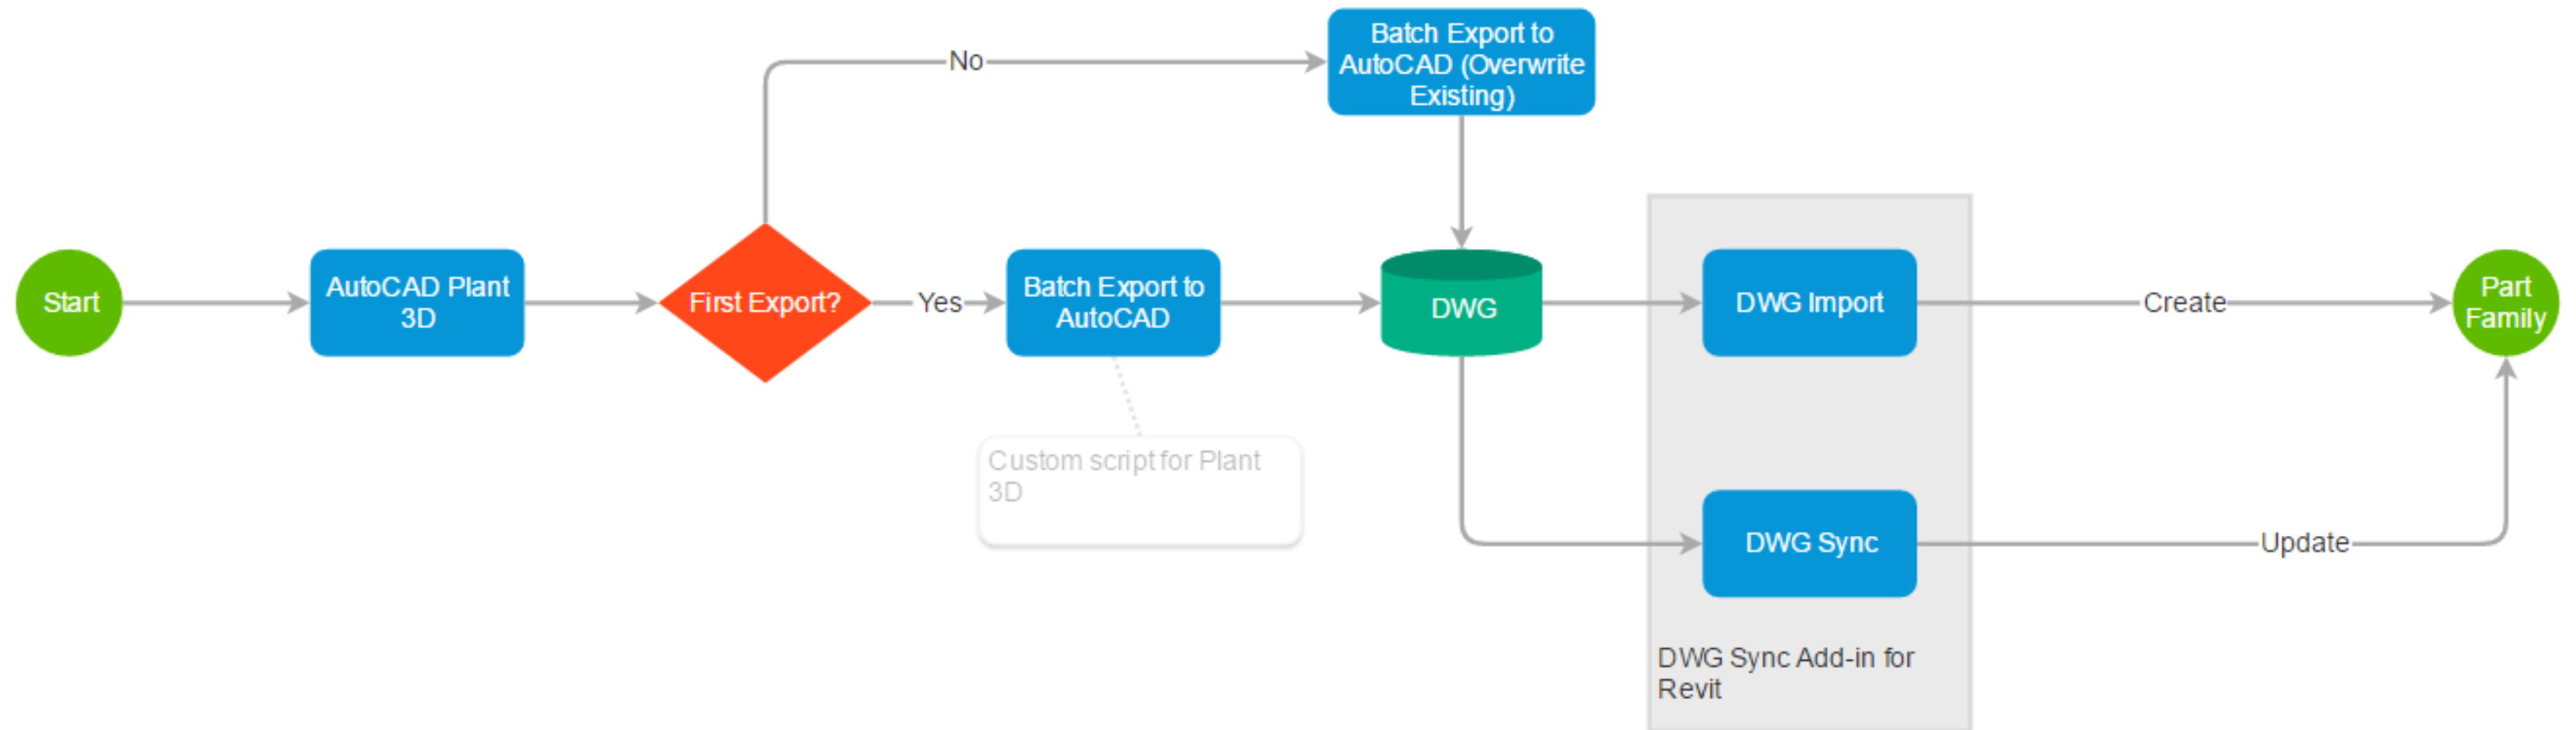 Batch Export to
AutoCAD (Overwrite
Existing)
No
Start
AutoCAD Plant
3D
First Export?
Yes
Batch Export to
AutoCAD
DWG
DWG Import
Create
Part
Family
Custom script for Plant
3D
DWG Sync
Update
DWG Sync Add-in for
Revit